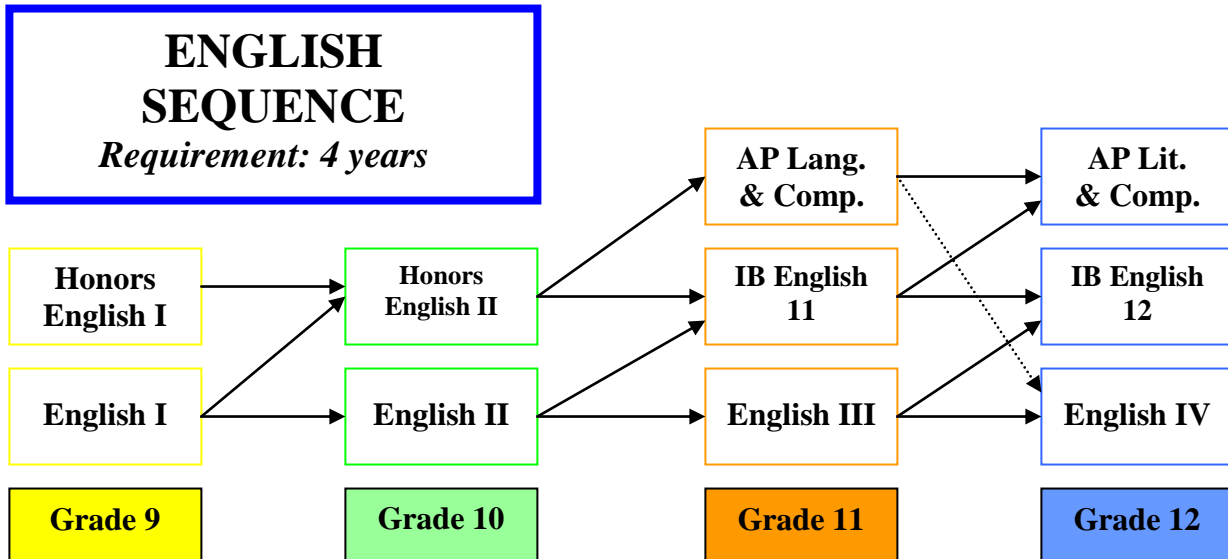 ENGLISH
SEQUENCE
Requirement: 4 years
AP Lang.
& Comp.
AP Lit.
& Comp.
Honors
English I
Honors
English II
IB English
11
IB English
12
English I
English II
English III
English IV
Grade 9
Grade 10
Grade 11
Grade 12